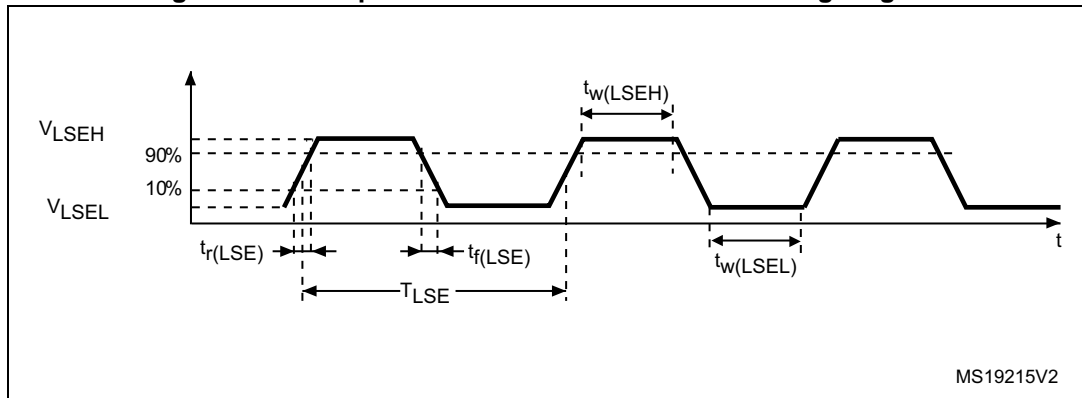 tw(LSEH)
VLSEH
90%
10%
VLSEL
tr(LSE)
tf(LSE)
tw(LSEL)
t
TLSE
MS19215V2